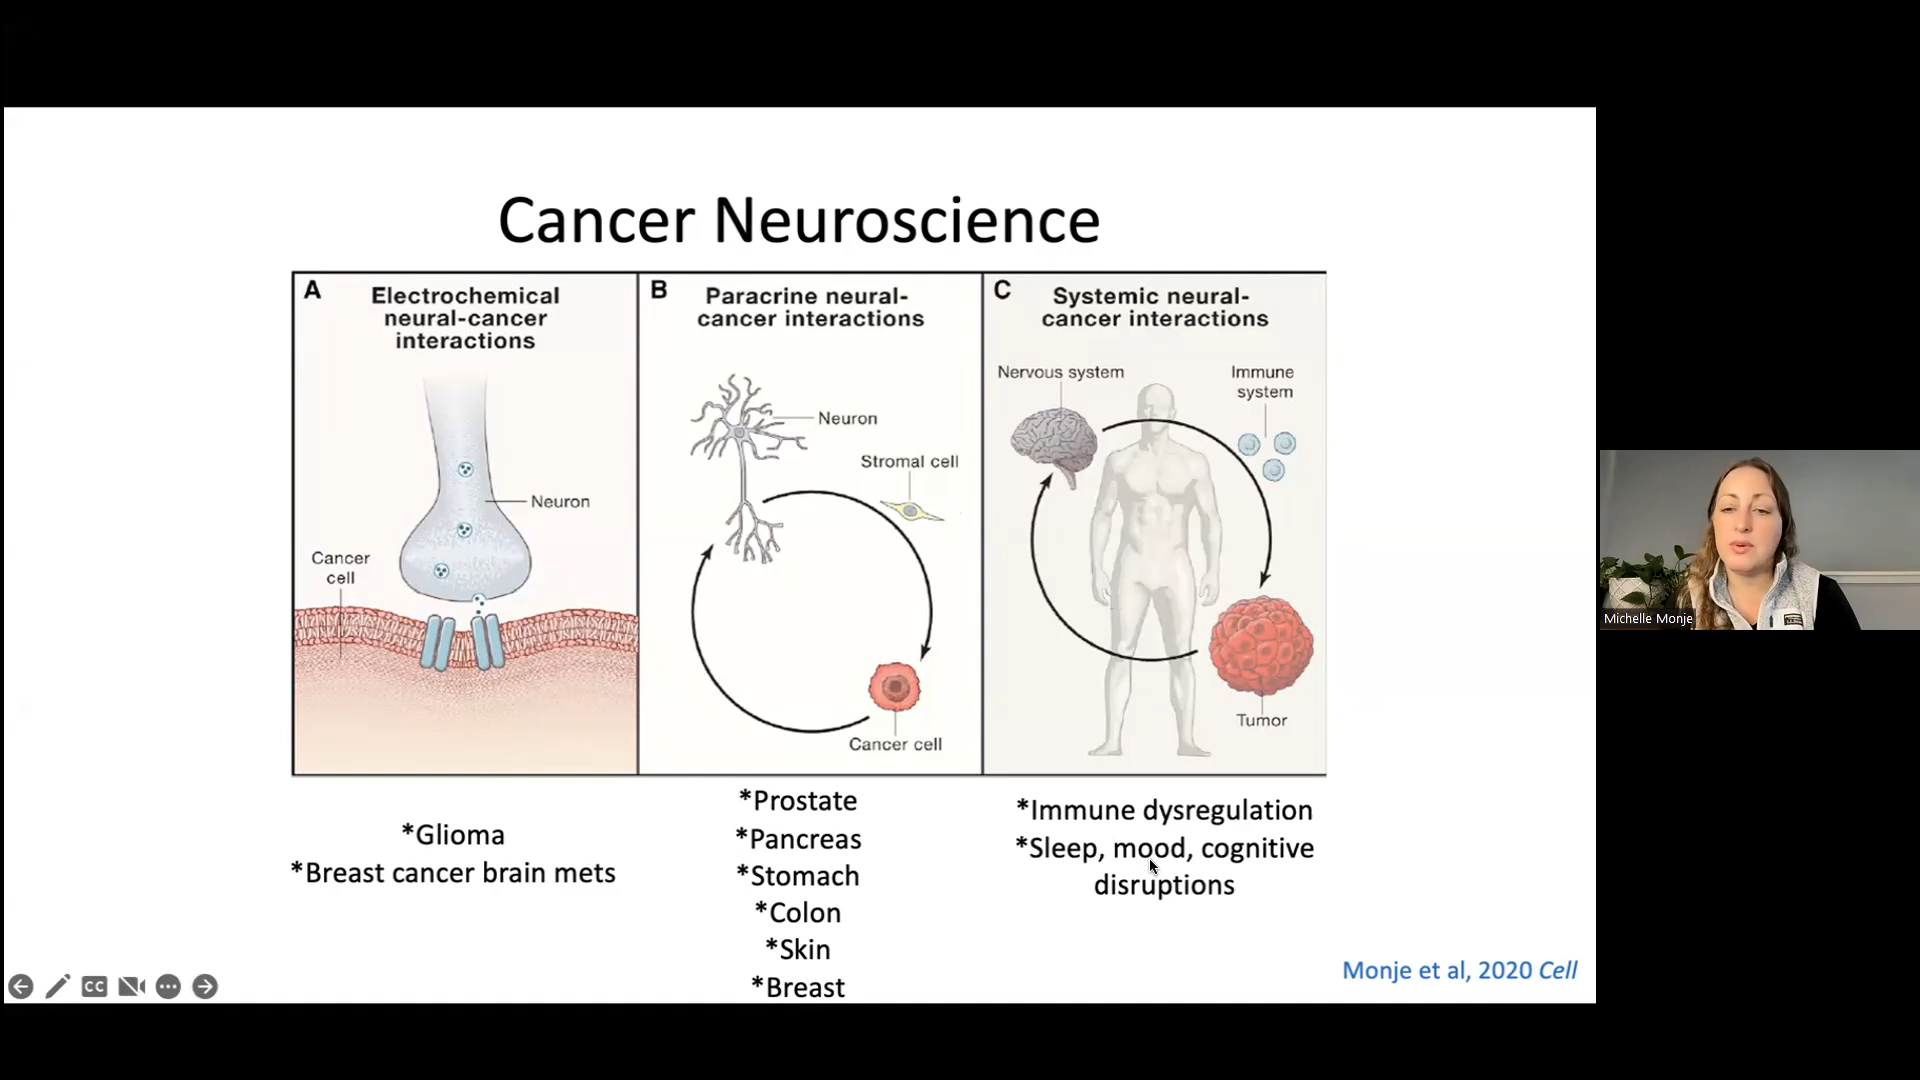 Cancer Neuroscience
A
Electrochemical
neural-cancer
interactions
Neuron
Cancer
cell
B
Paracrine neural-
cancer interactions
Neuron
Stromal cell
Cancer cell
C
Systemic neural-
cancer interactions
Nervous system
Immune
system
Tumor
*Glioma
*Breast cancer brain mets
*Prostate
*Pancreas
*Stomach
*Colon
*Skin
*Breast
*Immune dysregulation
*Sleep, mood, cognitive
disruptions
Monje et al, 2020 Cell
CC
Michelle Monje